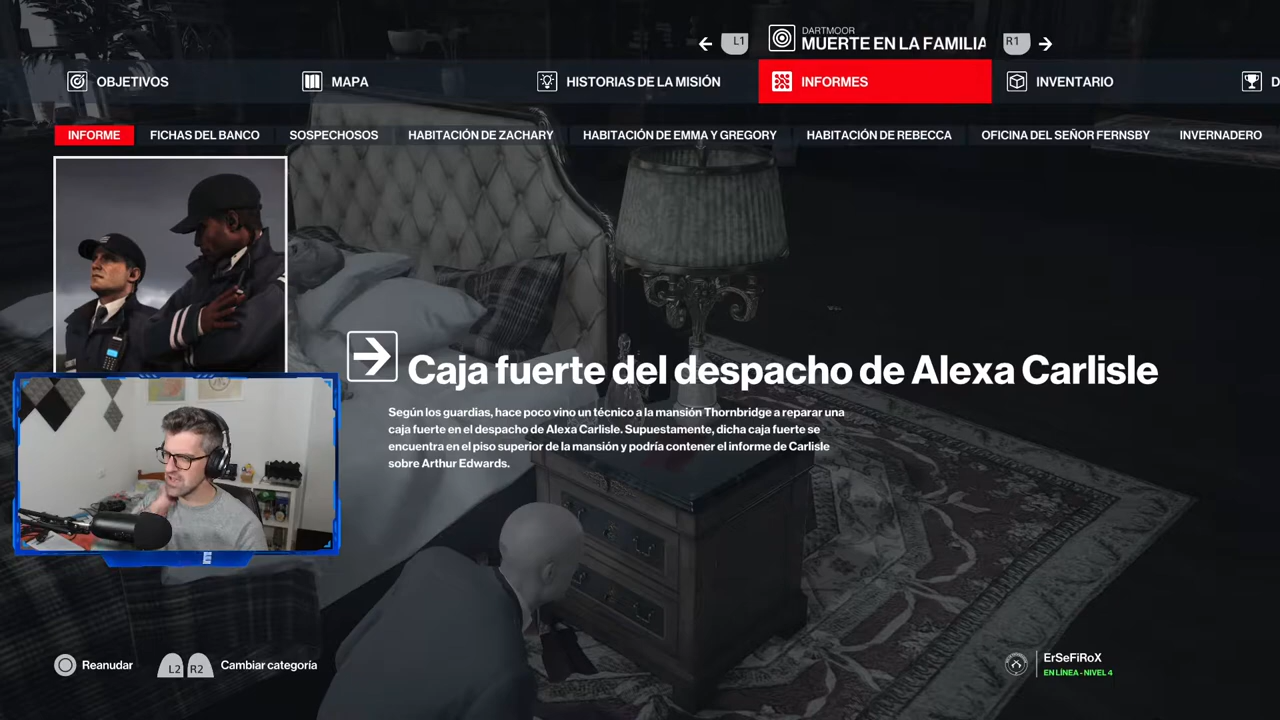 L1
DARTMOOR
MUERTE EN LA FAMILIA
R1
OBJETIVOS
MAPA
HISTORIAS DE LA MISIÓN
INFORMES
INVENTARIO
D
INFORME
FICHAS DEL BANCO
SOSPECHOSOS
HABITACIÓN DE ZACHARY
HABITACIÓN DE EMMA Y GREGORY
HABITACIÓN DE REBECCA
OFICINA DEL SEÑOR FERNSBY
INVERNADERO
Caja fuerte del despacho de Alexa Carlisle
Según los guardias, hace poco vino un técnico a la mansión Thornbridge a reparar una
caja fuerte en el despacho de Alexa Carlisle. Supuestamente, dicha caja fuerte se
encuentra en el piso superior de la mansión y podría contener el informe de Carlisle
sobre Arthur Edwards.
Reanudar
L2 R2
Cambiar categoría
ErSeFiRoX
EN LÍNEA - NIVEL 4